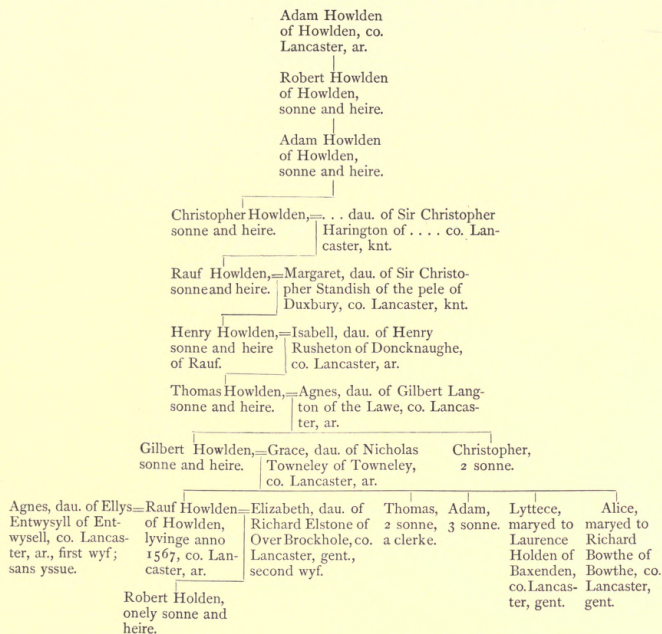 Adam Howlden
of Howlden, co.
Lancaster, ar.
Robert Howlden
of Howlden,
sonne and heire.
Adam Howlden
of Howlden,
sonne and heire.
Christopher Howlden,=. . . dau. of Sir Christopher
sonne and heire.
Harington of . . . . co. Lan-
caster, knt.
Rauf Howlden,=Margaret, dau. of Sir Christo-
sonne and heire.
pher Standish of the pele of
Duxbury, co. Lancaster, knt.
Henry Howlden,=Isabell, dau. of Henry
sonne and heire
of Rauf.
Rusheton of Doncknaughe,
co. Lancaster, ar.
Thomas Howlden,=Agnes, dau. of Gilbert Lang-
sonne and heire.
ton of the Lawe, co. Lancas-
ter, ar.
Gilbert Howlden,=Grace, dau. of Nicholas
sonne and heire.
Towneley of Towneley,
co. Lancaster, ar.
Christopher,
2 sonne.
Agnes, dau. of Ellys=
Entwysell of Ent-
wysell, co. Lancas-
ter, ar., first wyf;
sans yssue.
Rauf Howlden=
of Howlden,
lyvinge anno
1567, co. Lan-
caster, ar.
Elizabeth, dau. of
Richard Elstone of
Over Brockhole, co.
Lancaster, gent.,
second wyf.
Thomas,
2 sonne,
a clerke.
Adam,
3 sonne.
Lyttece,
maryed to
Laurence
Holden of
Baxenden,
co. Lancas-
ter, gent.
Alice,
maryed to
Richard
Bowthe of
Bowthe, co.
Lancaster,
gent.
Robert Holden,
onely sonne and
heire.